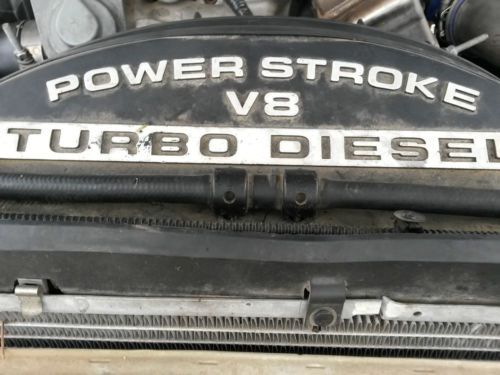 POWER STROKE
V8
TURBO DIESEL